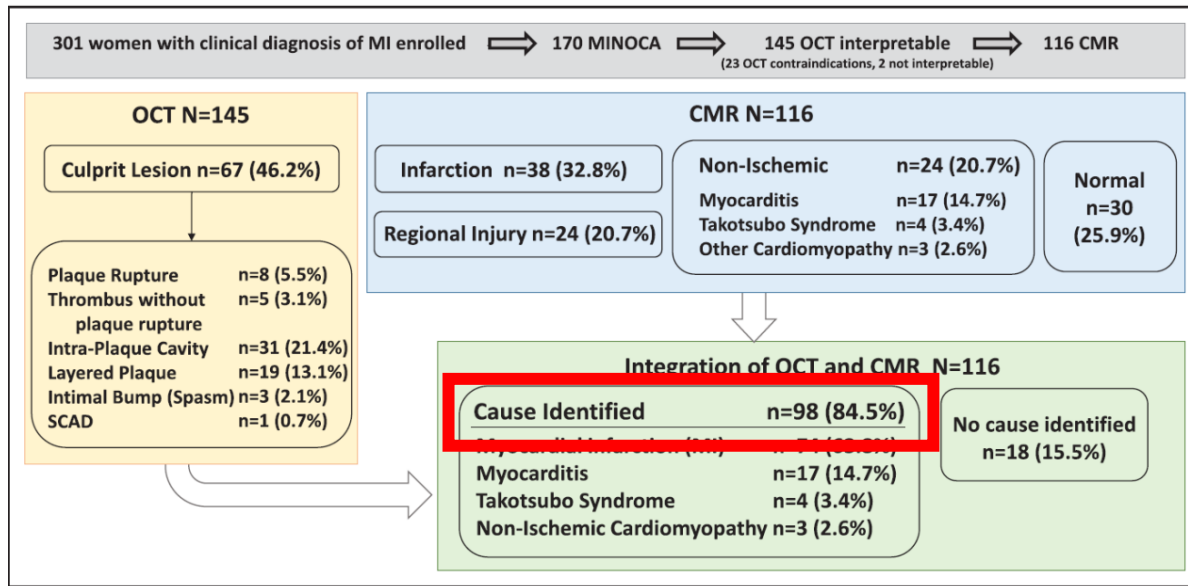 301 women with clinical diagnosis of MI enrolled 170 MINOCA 145 OCT interpretable 116 CMR
(23 OCT contraindications, 2 not interpretable)
OCT N=145
Culprit Lesion n=67 (46.2%)
Plaque Rupture n=8 (5.5%)
Thrombus without n=5 (3.1%)
plaque rupture
Intra-Plaque Cavity n=31 (21.4%)
Layered Plaque n=19 (13.1%)
Intimal Bump (Spasm) n=3 (2.1%)
SCAD n=1 (0.7%)
CMR N=116
Infarction n=38 (32.8%)
Regional Injury n=24 (20.7%)
Non-Ischemic n=24 (20.7%)
Myocarditis n=17 (14.7%)
Takotsubo Syndrome n=4 (3.4%)
Other Cardiomyopathy n=3 (2.6%)
Normal
n=30
(25.9%)
Integration of OCT and CMR N=116
Cause Identified n=98 (84.5%)
Myocardial Infarction (MI) n=74 (63.8%)
Myocarditis n=17 (14.7%)
Takotsubo Syndrome n=4 (3.4%)
Non-Ischemic Cardiomyopathy n=3 (2.6%)
No cause identified
n=18 (15.5%)